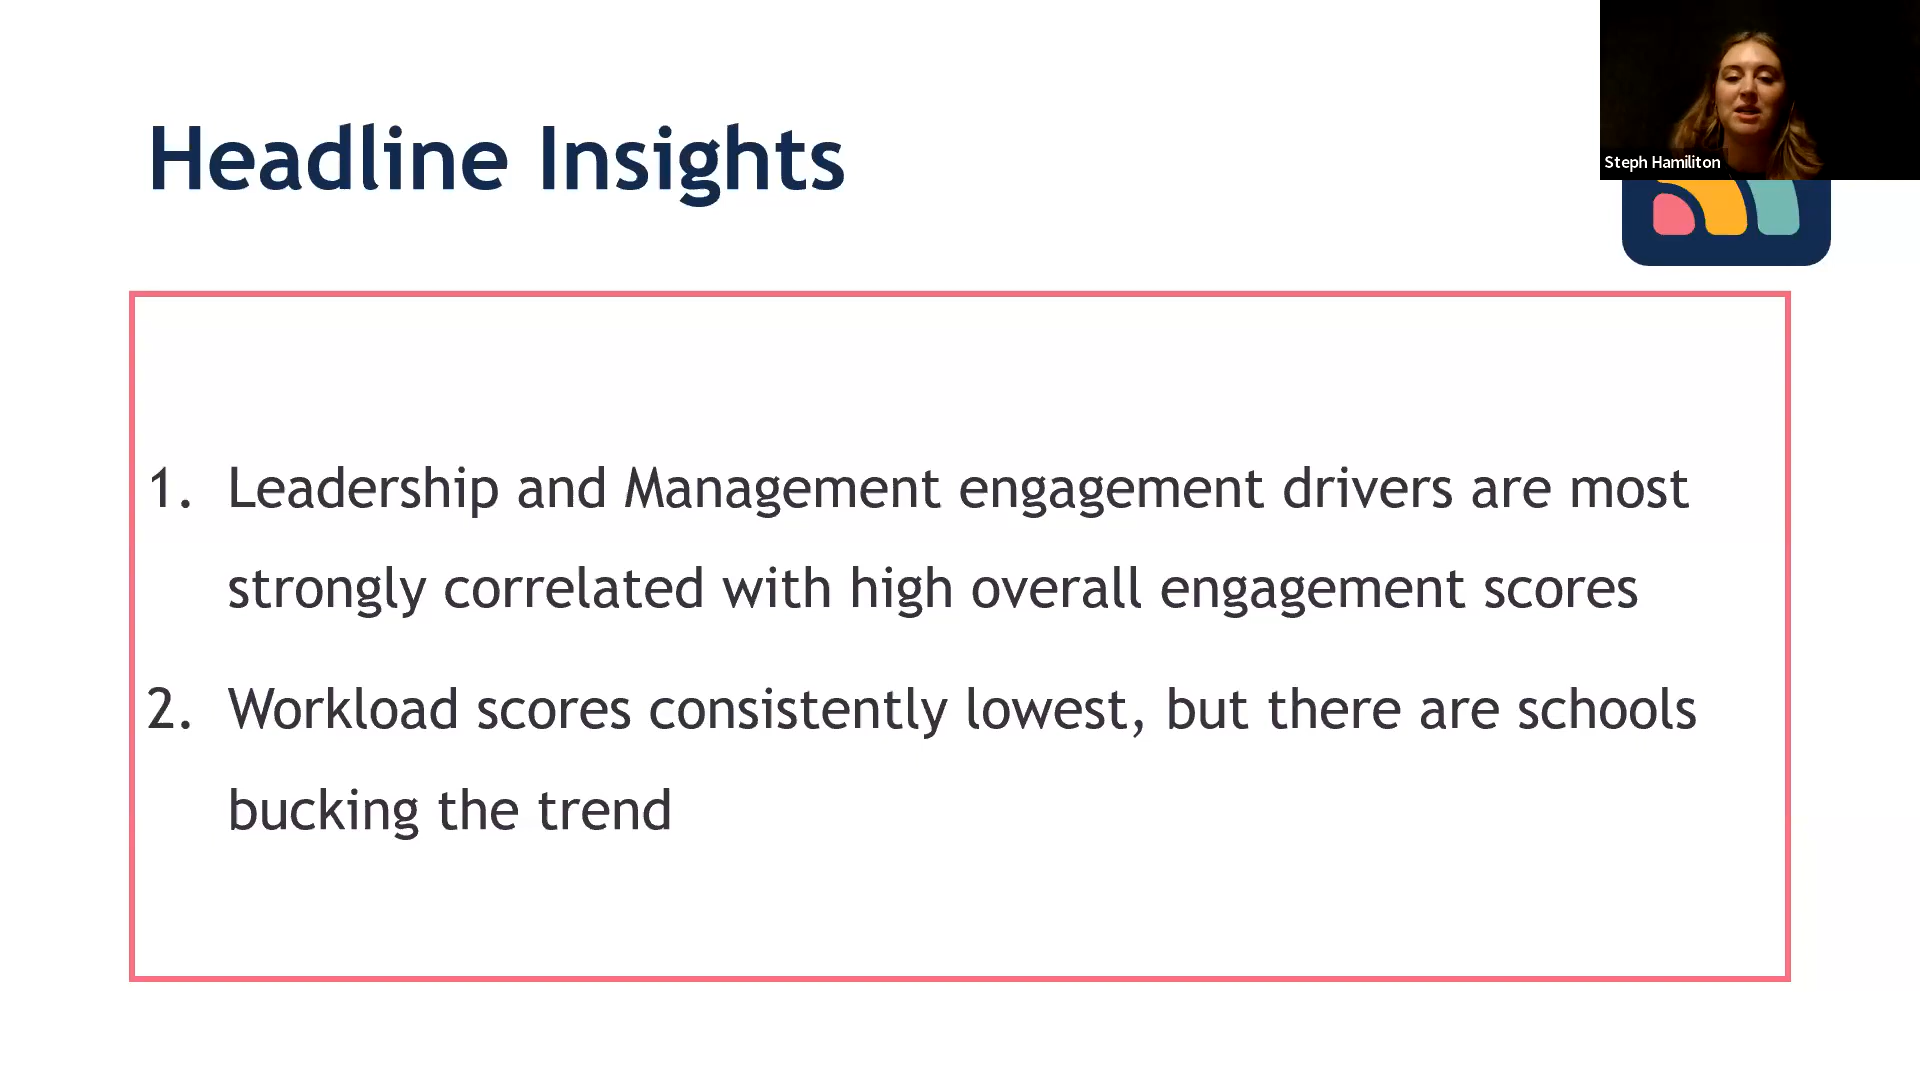 Headline Insights
Steph Hamiliton
1. Leadership and Management engagement drivers are most
strongly correlated with high overall engagement scores
2. Workload scores consistently lowest, but there are schools
bucking the trend